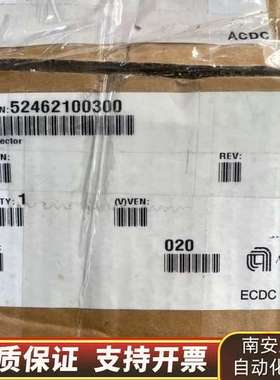 ACDC
N:52462100300
ector
N:
REV:
TY:1
(V)VEN:
020
ECDC
质保证 支持开票
南安
自动化